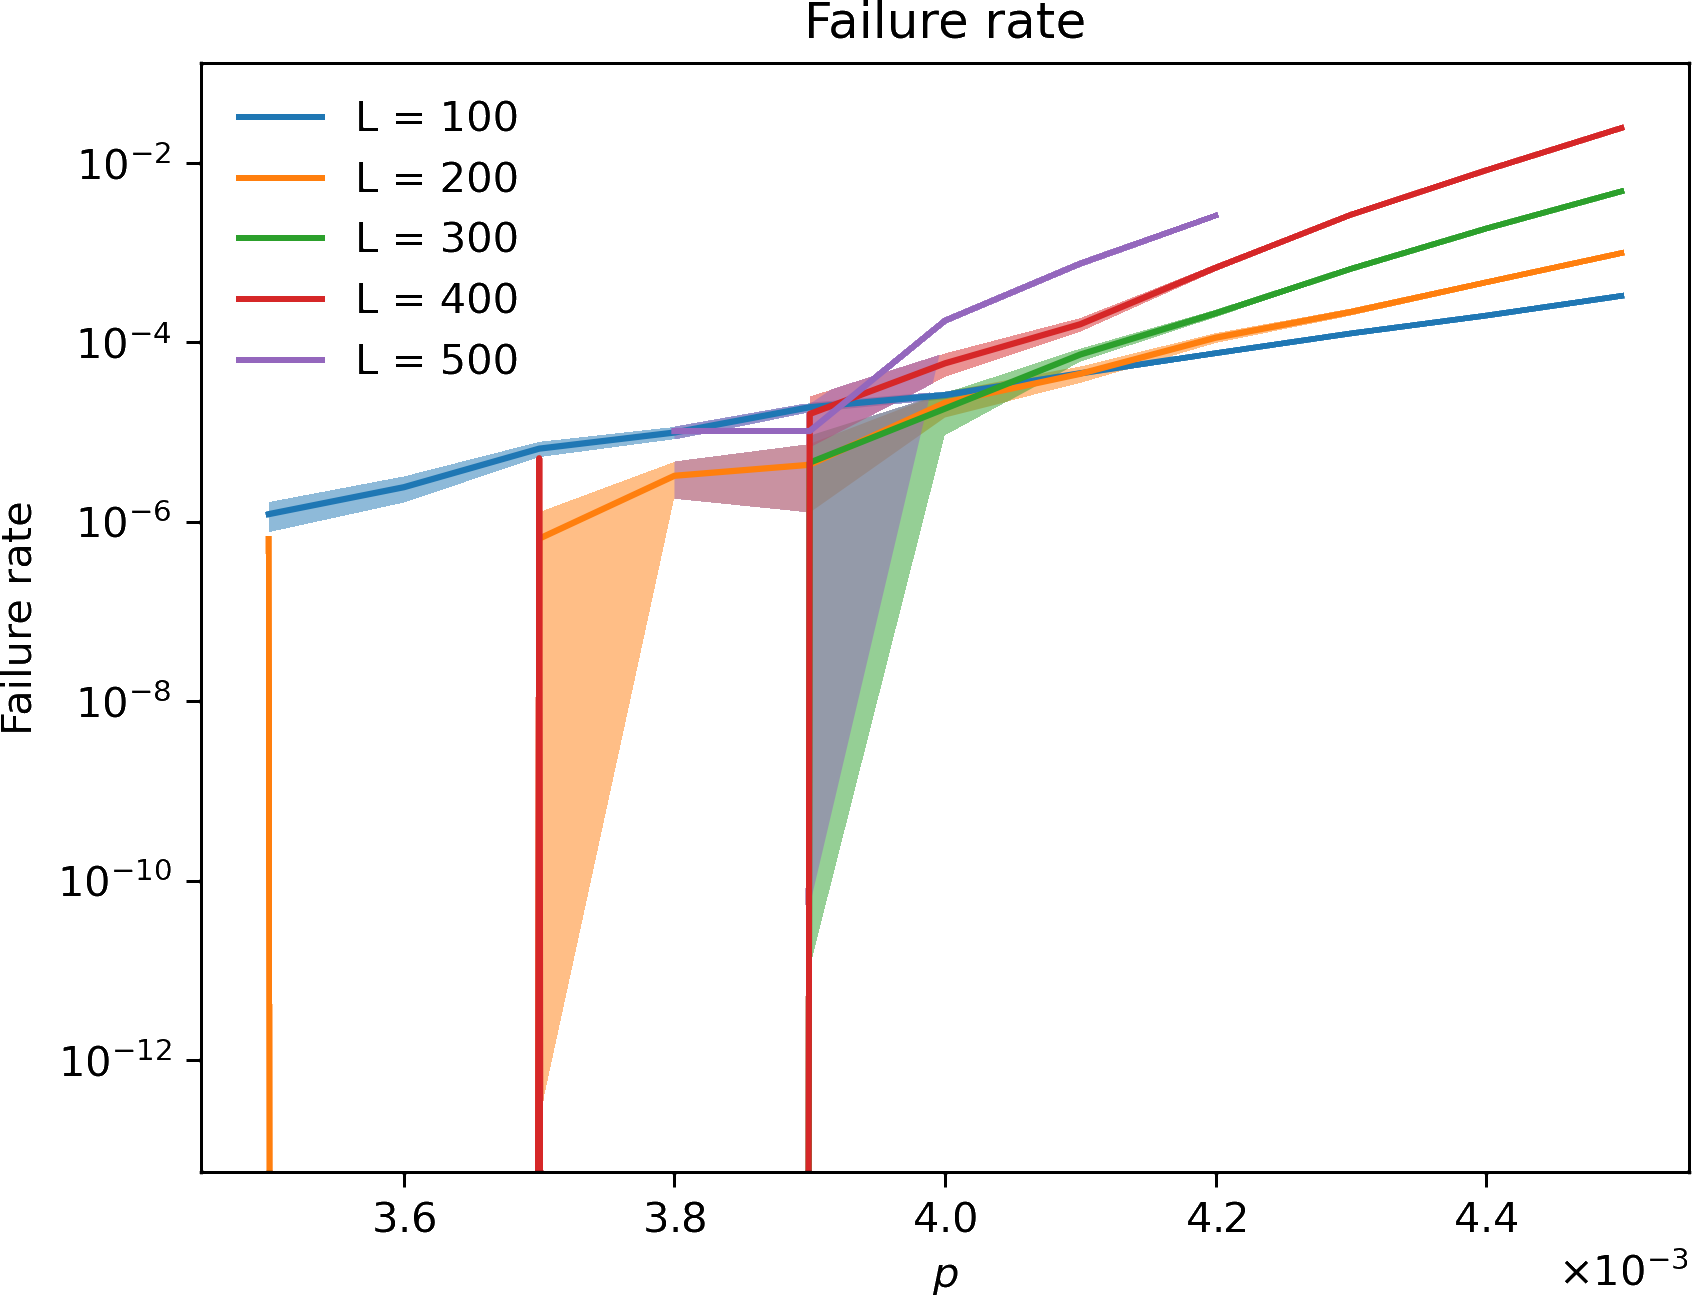 Failure rate
L = 100
L = 200
L = 300
L = 400
L = 500
Failure rate
10⁻²
10⁻⁴
10⁻⁶
10⁻⁸
10⁻¹⁰
10⁻¹²
3.6 3.8 4.0 4.2 4.4
×10⁻³
p